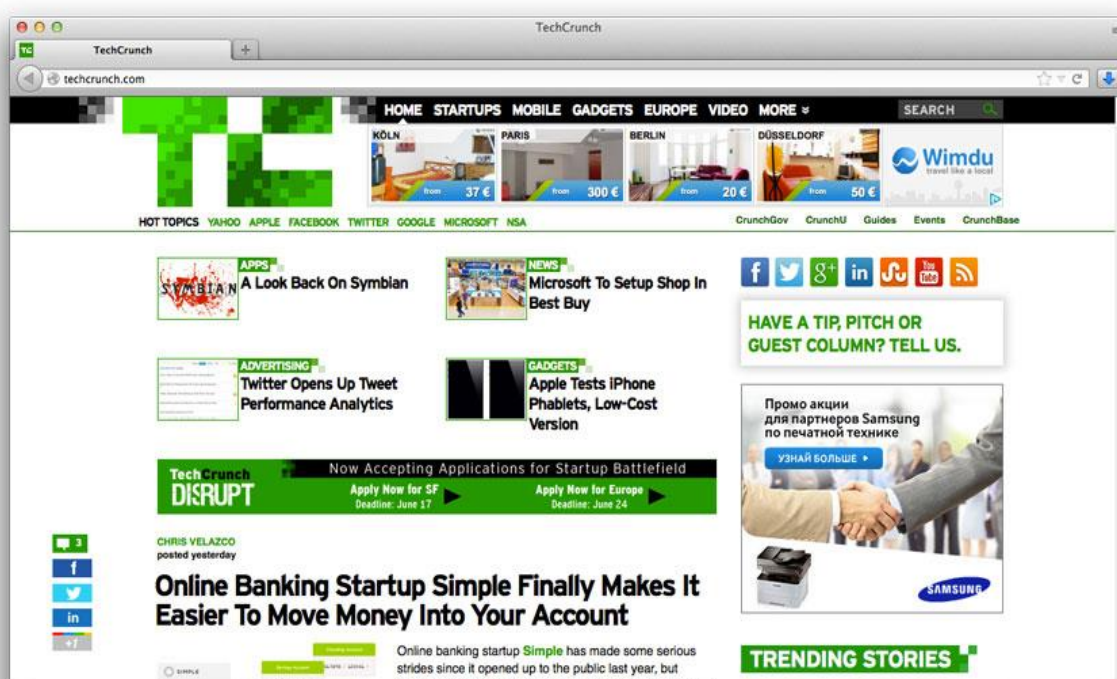 TechCrunch
TechCrunch
techcrunch.com
HOME STARTUPS MOBILE GADGETS EUROPE VIDEO MORE
SEARCH
KÖLN
from 37 €
PARIS
from 300 €
BERLIN
from 20 €
DÜSSELDORF
from 50 €
Wimdu
travel like a local
HOT TOPICS YAHOO APPLE FACEBOOK TWITTER GOOGLE MICROSOFT NSA
CrunchGov CrunchU Guides Events CrunchBase
SYMBIAN
APPS
A Look Back On Symbian
NEWS
Microsoft To Setup Shop In
Best Buy
ADVERTISING
Twitter Opens Up Tweet
Performance Analytics
GADGETS
Apple Tests iPhone
Phablets, Low-Cost
Version
f g+ in You Tube
HAVE A TIP, PITCH OR
GUEST COLUMN? TELL US.
Промо акции
для партнеров Samsung
по печатной технике
УЗНАЙ БОЛЬШЕ
SAMSUNG
TechCrunch
DISRUPT
Now Accepting Applications for Startup Battlefield
Apply Now for SF
Deadline: June 17
Apply Now for Europe
Deadline: June 24
3
f
in
+1
CHRIS VELAZCO
posted yesterday
Online Banking Startup Simple Finally Makes It
Easier To Move Money Into Your Account
SIMPLE
Online banking startup Simple has made some serious
strides since it opened up to the public last year, but
TRENDING STORIES